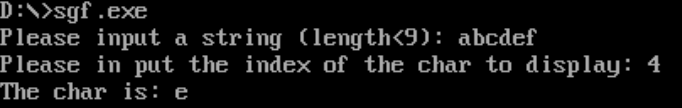 D:\>sgf.exe
Please input a string (length<9): abcdef
Please in put the index of the char to display: 4
The char is: e